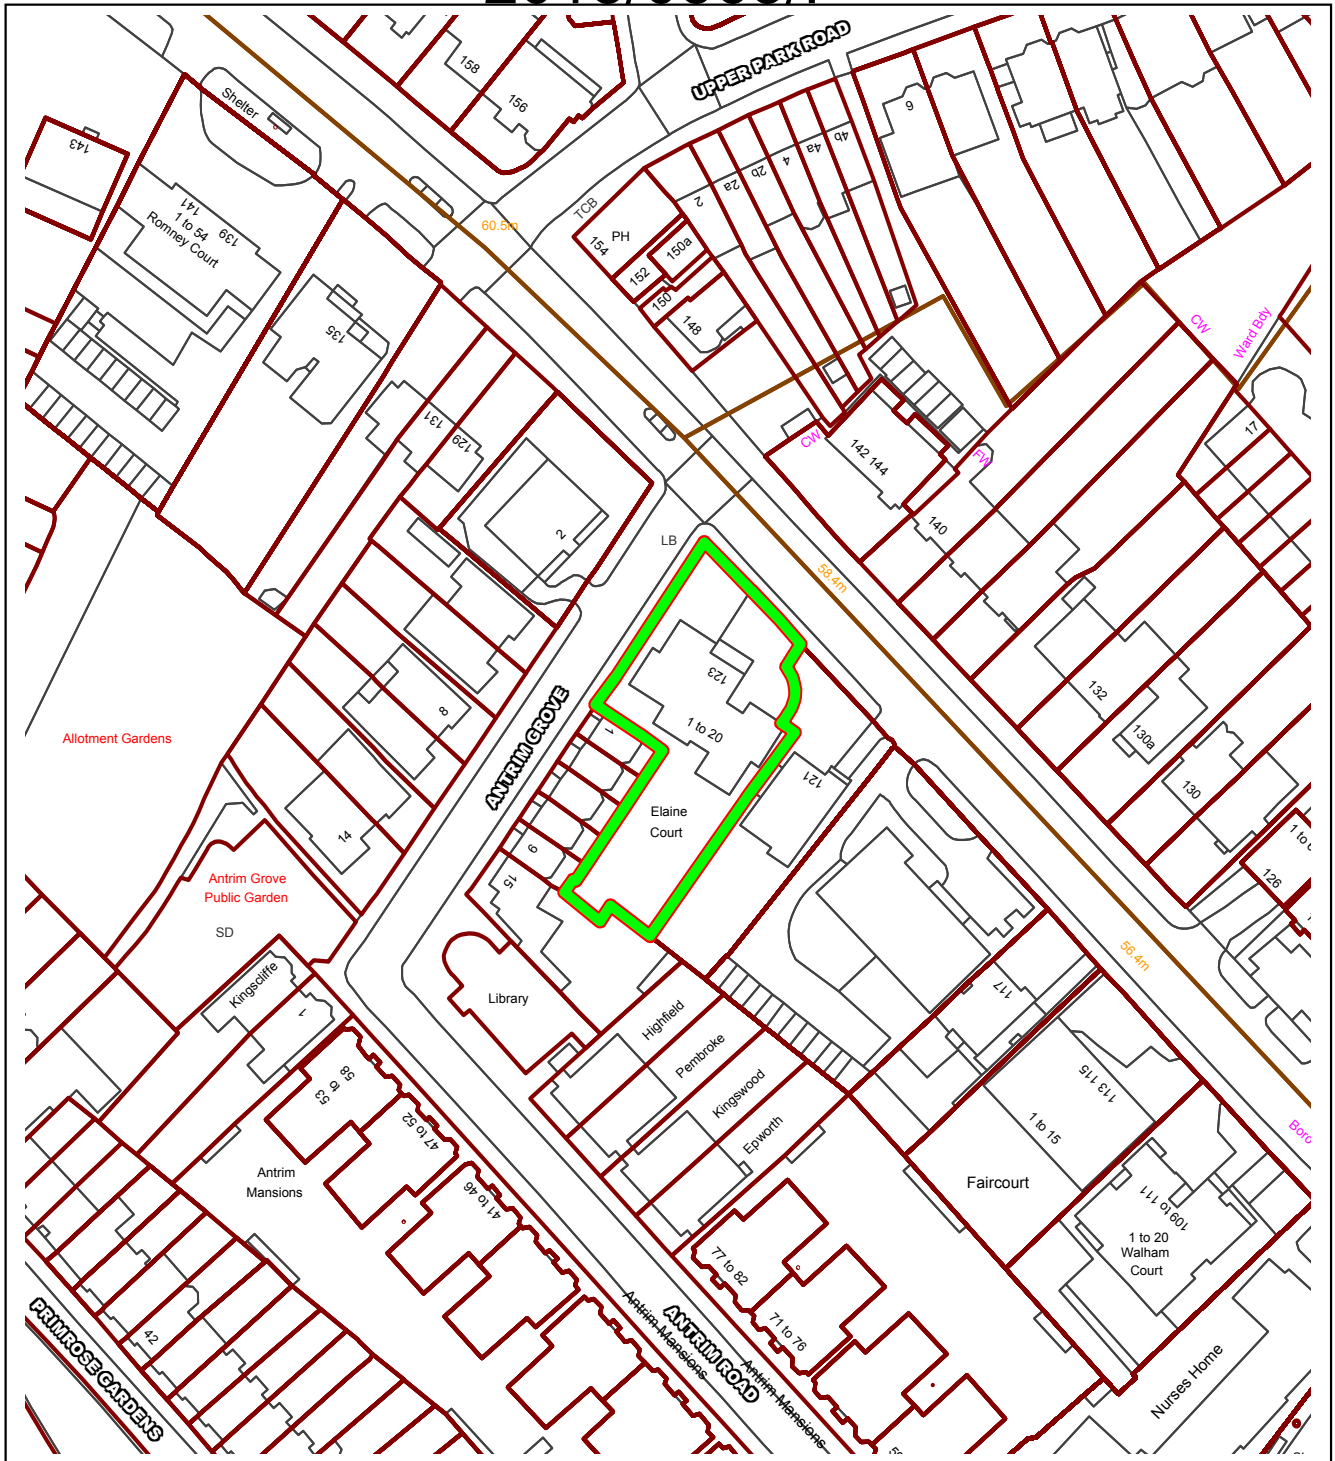 UPPER PARK ROAD
158
156
Shelter
143
141
1 to 54
139
Romney Court
60.5m
TCB
PH
154
152
150a
150
148
2
2a
2b
4
4a
4b
6
CW
Ward Bdy
17
135
131
129
CW
142 144
FW
140
2
LB
58.4m
132
130a
130
1 to 6
126
123
1 to 20
Elaine
Court
121
ANTRIM GROVE
1
9
15
8
14
Allotment Gardens
Antrim Grove
Public Garden
SD
Kingscliffe
1
Library
Highfield
Pembroke
Kingswood
Epworth
56.4m
117
113 115
1 to 15
Faircourt
109 to 111
1 to 20
Walham
Court
Boro
Nurses Home
53 to 58
47 to 52
41 to 46
Antrim
Mansions
77 to 82
71 to 76
Antrim Mansions
ANTRIM ROAD
Antrim Mansions
42
PRIMROSE GARDENS